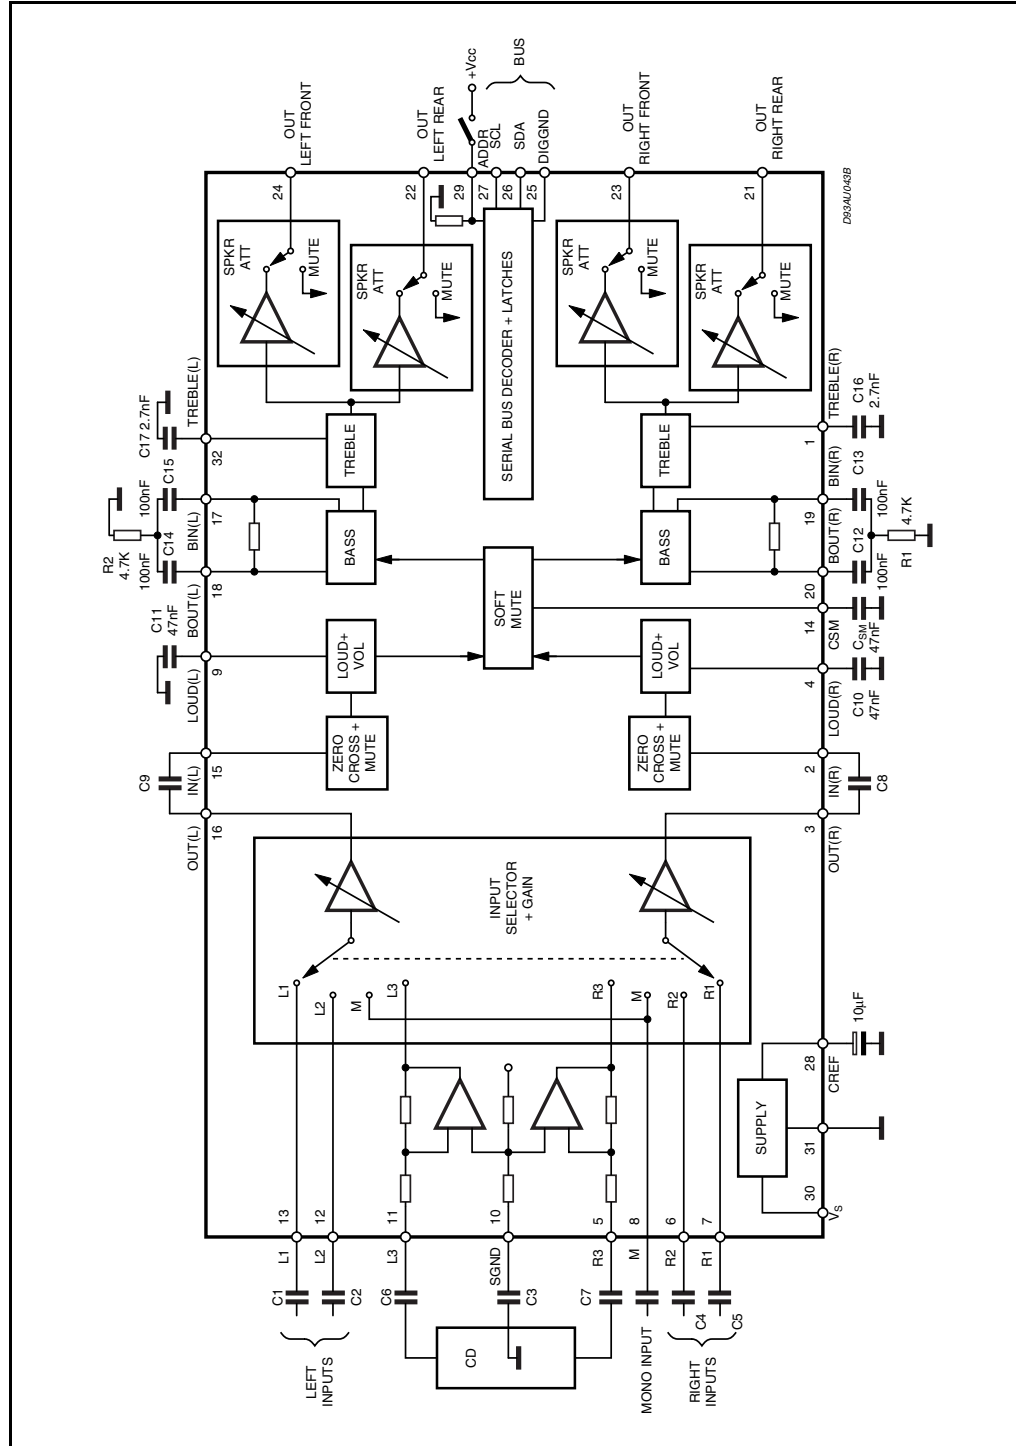 OUT
LEFT FRONT
OUT
LEFT REAR
+Vcc
BUS
OUT
RIGHT FRONT
OUT
RIGHT REAR
24
22
29
ADDR
27
SCL
26
SDA
25
DIGGND
23
21
D93AU043B
SPKR
ATT
MUTE
SPKR
ATT
MUTE
SERIAL BUS DECODER + LATCHES
SPKR
ATT
MUTE
SPKR
ATT
MUTE
C17 2.7nF
TREBLE(L)
32
TREBLE
TREBLE
1
TREBLE(R)
C16
2.7nF
R2
4.7K
100nF
C15
BIN(L)
17
100nF
C14
BOUT(L)
18
BASS
BASS
BIN(R)
C13
100nF
19
BOUT(R)
C12
100nF
20
4.7K
R1
SOFT
MUTE
14
CSM
CSM
47nF
C11
47nF
LOUD(L)
9
LOUD+
VOL
LOUD+
VOL
4
LOUD(R)
C10
47nF
C9
IN(L)
15
ZERO
CROSS +
MUTE
ZERO
CROSS +
MUTE
2
IN(R)
C8
OUT(L)
16
3
OUT(R)
INPUT
SELECTOR
+ GAIN
L1
L2
M
L3
R3
M
R2
R1
SUPPLY
28
CREF
10µF
31
30
VS
13
12
11
10
5
8
6
7
L1
L2
L3
SGND
R3
M
R2
R1
C1
C2
C6
C3
C7
C4
C5
CD
LEFT
INPUTS
MONO INPUT
RIGHT
INPUTS